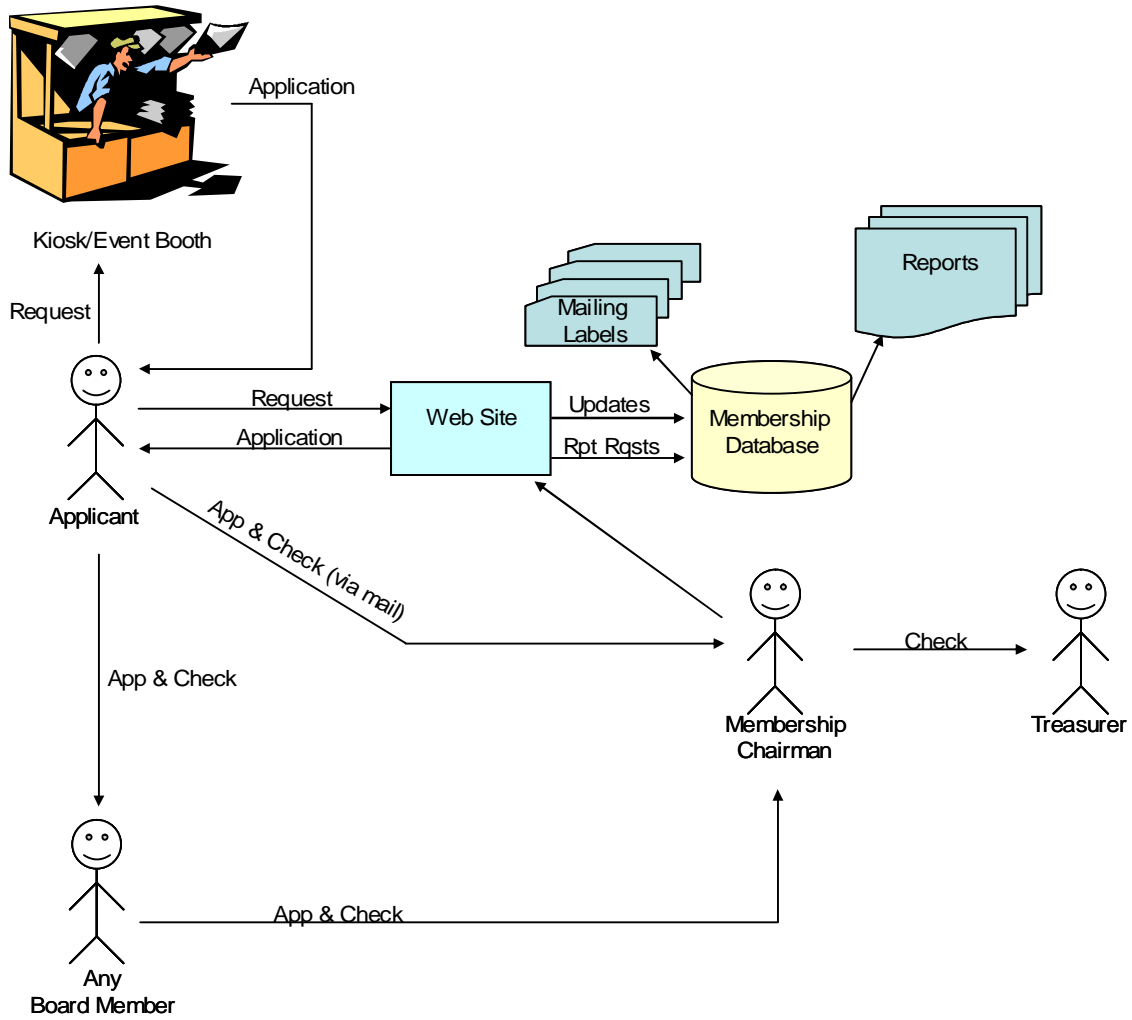 Application
Kiosk/Event Booth
Request
Reports
Mailing
Labels
Request
Application
Web Site
Updates
Rpt Rqsts
Membership
Database
Applicant
App & Check (via mail)
App & Check
Check
Membership
Chairman
Treasurer
App & Check
Any
Board Member